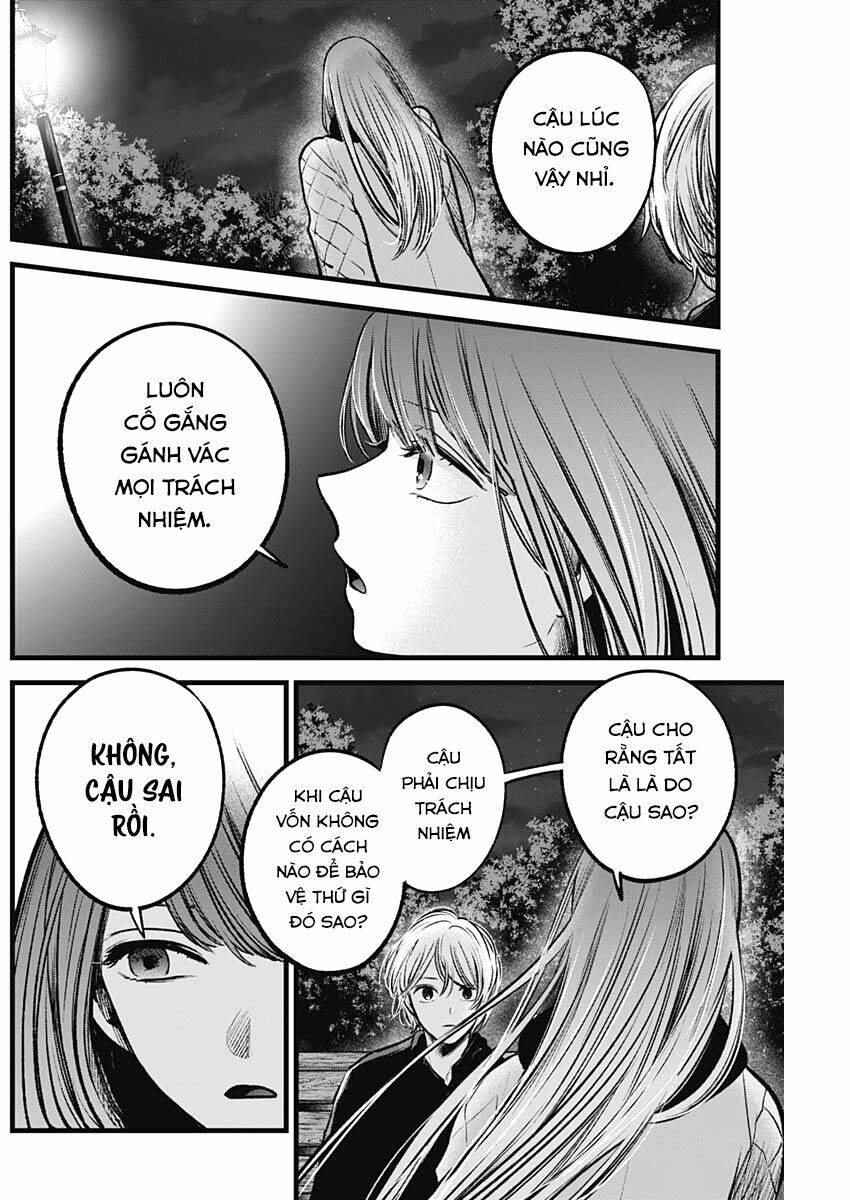 CẬU LÚC
NÀO CŨNG
VẬY NHỈ.
LUÔN
CỐ GẮNG
GÁNH VÁC
MỌI TRÁCH
NHIỆM.
CẬU CHO
RẰNG TẤT
LÀ LÀ DO
CẬU SAO?
CẬU
PHẢI CHỊU
TRÁCH
NHIỆM
KHI CẬU
VỐN KHÔNG
CÓ CÁCH
NÀO ĐỂ BẢO
VỆ THỨ GÌ
ĐÓ SAO?
KHÔNG,
CẬU SAI
RỒI.